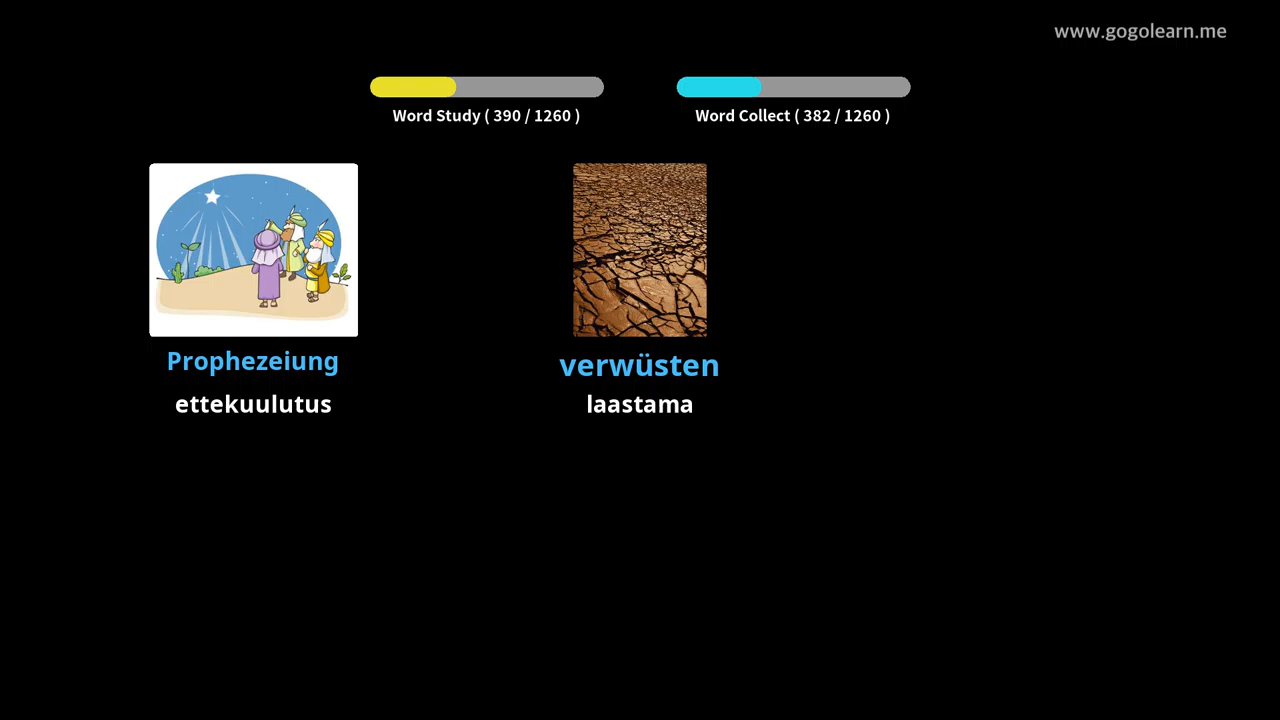 www.gogolearn.me
Word Study ( 390 / 1260 )
Word Collect ( 382 / 1260 )
Prophezeiung
verwüsten
ettekuulutus
laastama